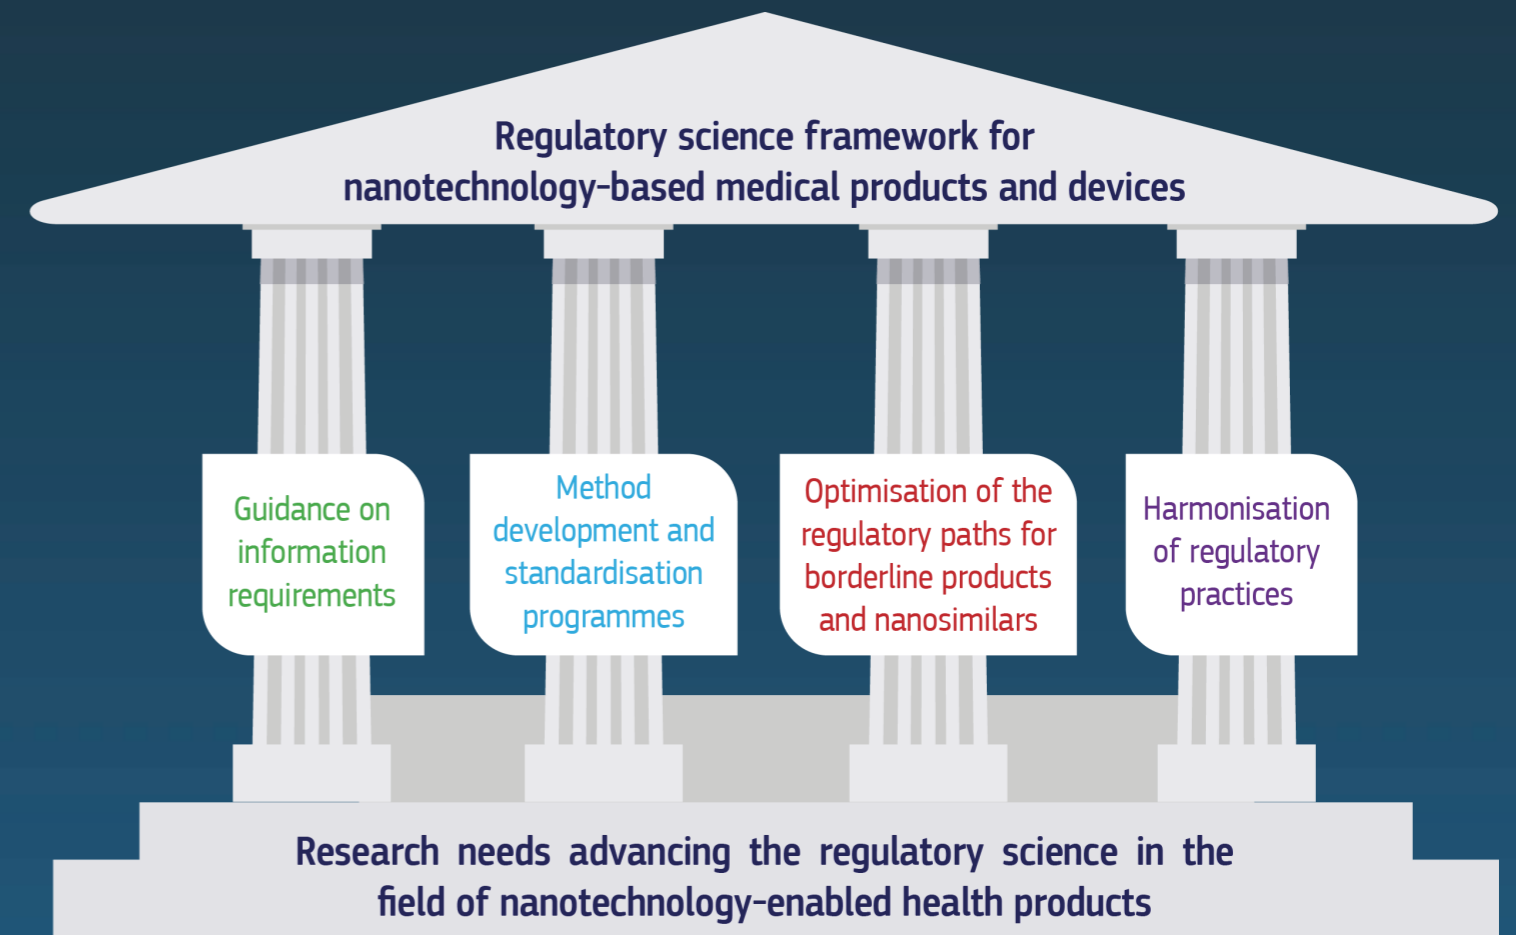 Regulatory science framework for
nanotechnology-based medical products and devices
Guidance on
information
requirements
Method
development and
standardisation
programmes
Optimisation of the
regulatory paths for
borderline products
and nanosimilars
Harmonisation
of regulatory
practices
Research needs advancing the regulatory science in the
field of nanotechnology-enabled health products